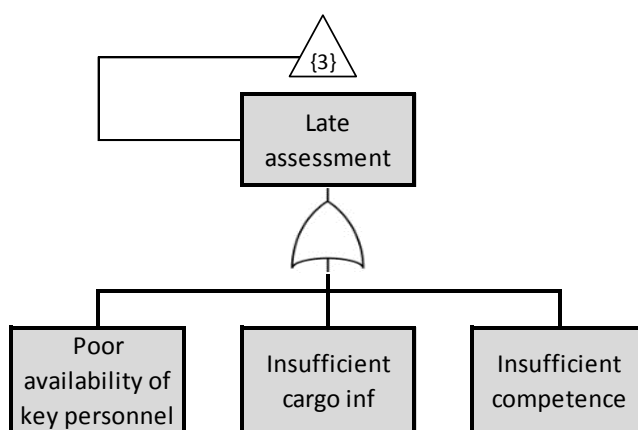 {3}
Late
assessment
Poor
availability of
key personnel
Insufficient
cargo inf
Insufficient
competence